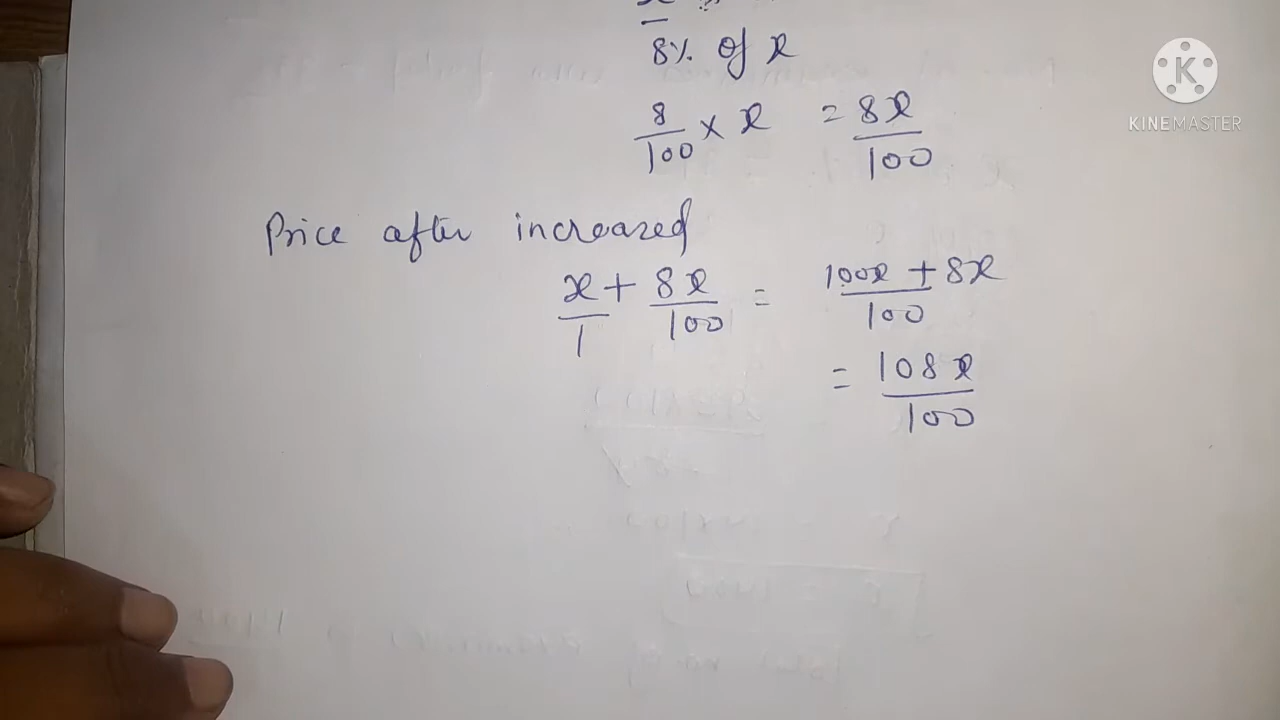 8% of x
8/100 × x = 8x/100
Price after increased
x/1 + 8x/100 = 100x + 8x/100
= 108x/100
K
KINEMASTER